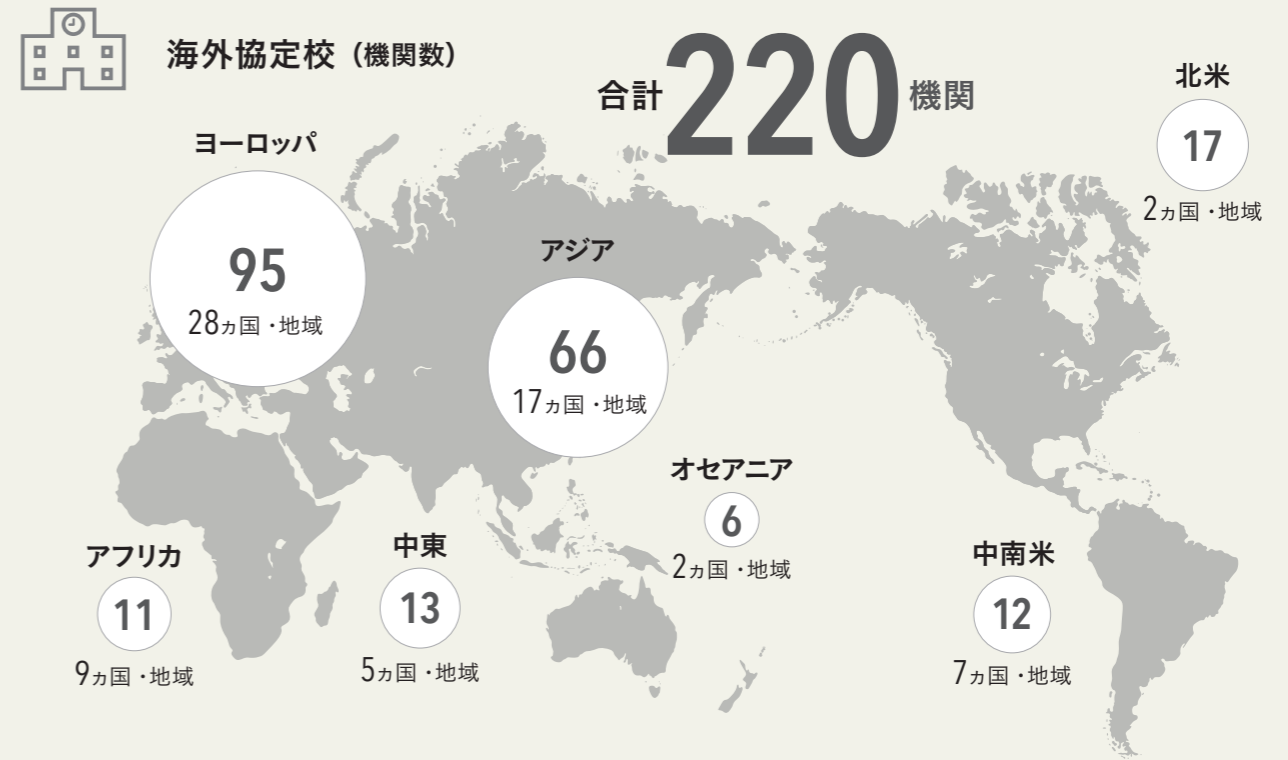 海外協定校（機関数）
合計220機関
北米
17
2ヵ国・地域
ヨーロッパ
95
28ヵ国・地域
アジア
66
17ヵ国・地域
オセアニア
6
2ヵ国・地域
アフリカ
11
9ヵ国・地域
中東
13
5ヵ国・地域
中南米
12
7ヵ国・地域